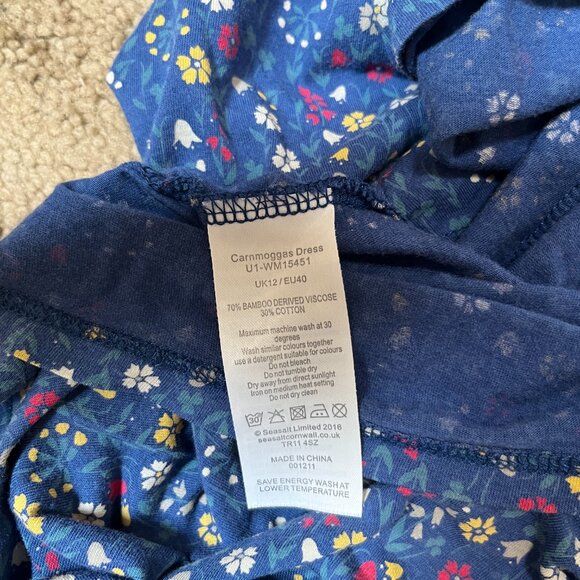 Carnmoggas Dress
U1-WM15451
UK12/EU40
70% BAMBOO DERIVED VISCOSE
30% COTTON
Maximum machine wash at 30
degrees
Wash similar colours together
use a detergent suitable for colours
Do not bleach
Do not tumble dry
Dry away from direct sunlight
Iron on medium heat setting
Do not dry clean
30
© Seasalt Limited 2016
seasaltcornwall.co.uk
TR11 4SZ
MADE IN CHINA
001211
SAVE ENERGY WASH AT
LOWER TEMPERATURE